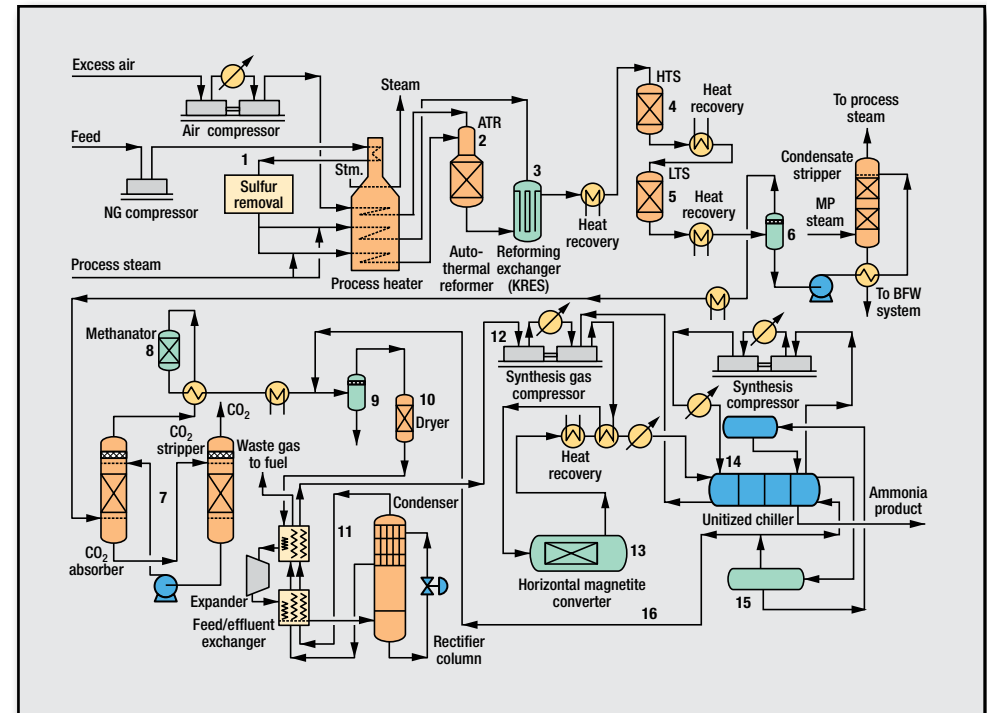 Excess air
Air compressor
Feed
NG compressor
1
Sulfur
removal
Process steam
Stm.
Steam
Process heater
ATR
2
Auto-
thermal
reformer
3
Reforming
exchanger
(KRES)
Heat
recovery
HTS
4
Heat
recovery
LTS
5
Heat
recovery
6
To process
steam
Condensate
stripper
MP
steam
To BFW
system
Methanator
8
CO2
CO2
stripper
7
CO2
absorber
9
10
Dryer
Waste gas
to fuel
11
Condenser
Expander
Feed/effluent
exchanger
Rectifier
column
12
Synthesis gas
compressor
Heat
recovery
13
Horizontal magnetite
converter
Synthesis
compressor
14
Unitized chiller
Ammonia
product
15
16